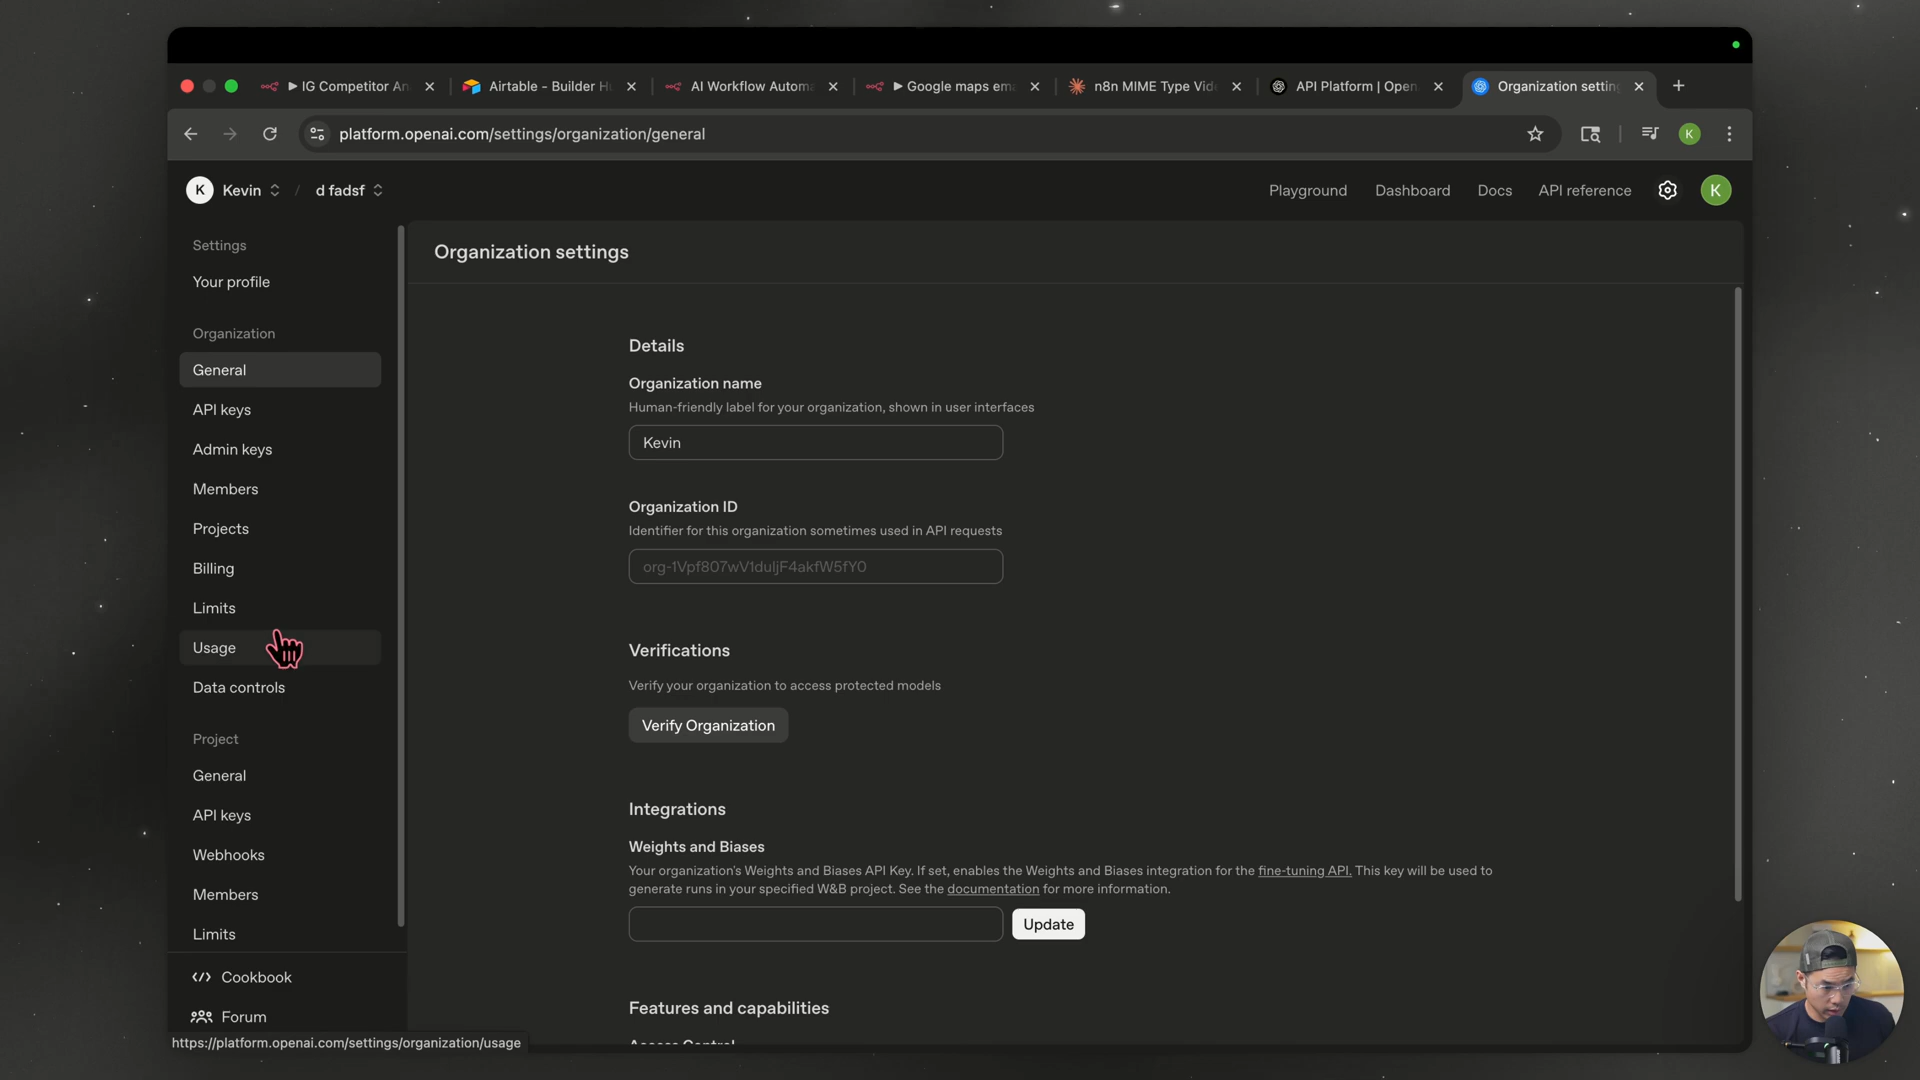 ▶ IG Competitor An
Airtable - Builder H
AI Workflow Automa
▶ Google maps ema
n8n MIME Type Vid
API Platform | Open
Organization settin
platform.openai.com/settings/organization/general
K
K Kevin / d fadsf
Playground Dashboard Docs API reference K
Settings
Your profile
Organization
General
API keys
Admin keys
Members
Projects
Billing
Limits
Usage
Data controls
Project
General
API keys
Webhooks
Members
Limits
Cookbook
Forum
Organization settings
Details
Organization name
Human-friendly label for your organization, shown in user interfaces
Kevin
Organization ID
Identifier for this organization sometimes used in API requests
Verifications
Verify your organization to access protected models
Verify Organization
Integrations
Weights and Biases
Your organization's Weights and Biases API Key. If set, enables the Weights and Biases integration for the fine-tuning API. This key will be used to
generate runs in your specified W&B project. See the documentation for more information.
Update
Features and capabilities
Access Control
https://platform.openai.com/settings/organization/usage